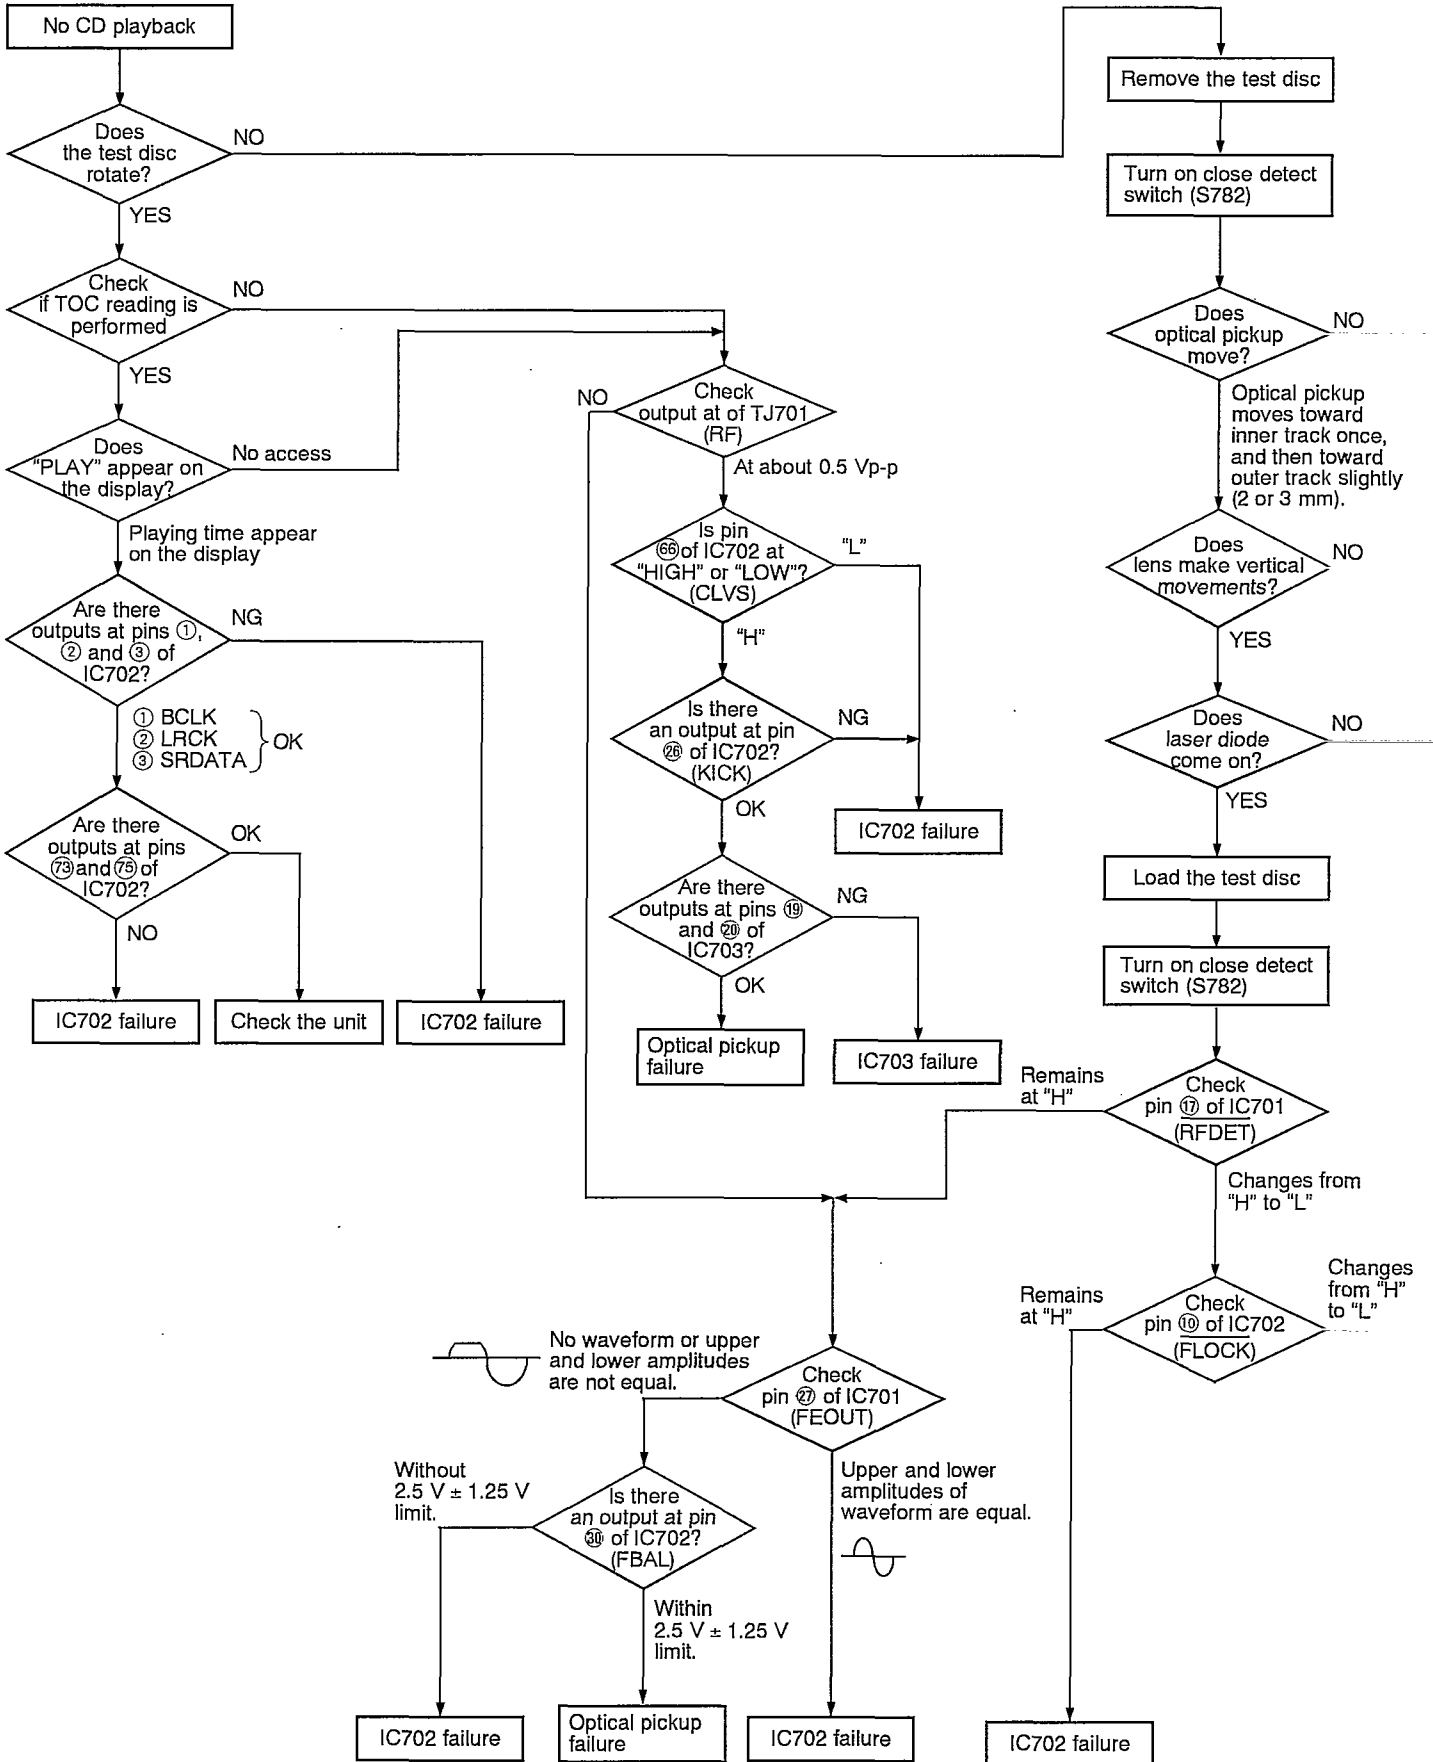 No CD playback
Does
the test disc
rotate?
NO
YES
Check
if TOC reading is
performed
NO
YES
Does
“PLAY” appear on
the display?
No access
Playing time appear
on the display
Are there
outputs at pins ①,
② and ③ of
IC702?
NG
① BCLK
② LRCK
③ SRDATA
OK
Are there
outputs at pins
㊆㊂73 and 75 of
IC702?
OK
NO
IC702 failure
Check the unit
IC702 failure
Check
output at of TJ701
(RF)
NO
At about 0.5 Vp-p
Is pin
66 of IC702 at
“HIGH” or “LOW”?
(CLVS)
“L”
“H”
Is there
an output at pin
㉖ of IC702?
(KICK)
NG
OK
IC702 failure
Are there
outputs at pins ⑲
and ⑳ of
IC703?
NG
OK
Optical pickup
failure
IC703 failure
Remove the test disc
Turn on close detect
switch (S782)
Does
optical pickup
move?
NO
Optical pickup
moves toward
inner track once,
and then toward
outer track slightly
(2 or 3 mm).
Does
lens make vertical
movements?
NO
YES
Does
laser diode
come on?
NO
YES
Load the test disc
Turn on close detect
switch (S782)
Check
pin ⑰ of IC701
(RFDET)
Remains
at “H”
Changes from
“H” to “L”
Check
pin ⑩ of IC702
(FLOCK)
Remains
at “H”
Changes
from “H”
to “L”
IC702 failure
Check
pin ㉗ of IC701
(FEOUT)
No waveform or upper
and lower amplitudes
are not equal.
Upper and lower
amplitudes of
waveform are equal.
Is there
an output at pin
㉚ of IC702?
(FBAL)
Without
2.5 V ± 1.25 V
limit.
Within
2.5 V ± 1.25 V
limit.
IC702 failure
Optical pickup
failure
IC702 failure